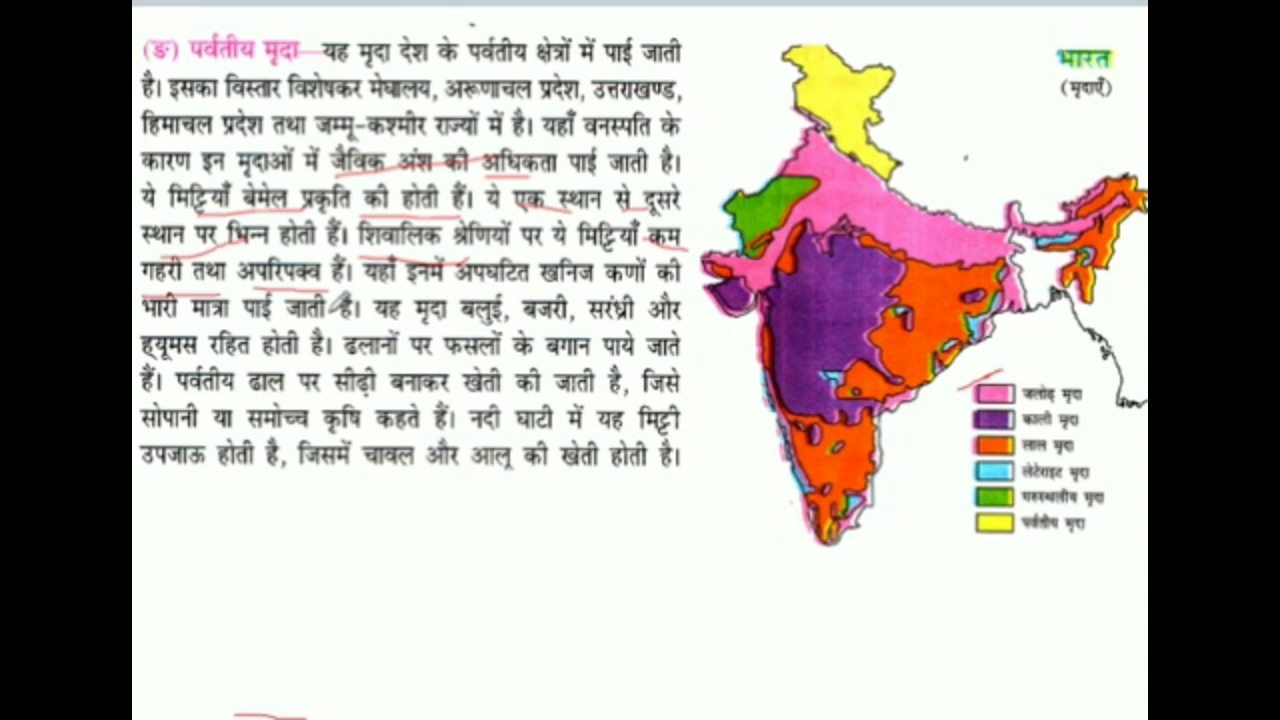 (ङ) पर्वतीय मृदा यह मृदा देश के पर्वतीय क्षेत्रों में पाई जाती
है। इसका विस्तार विशेषकर मेघालय, अरूणाचल प्रदेश, उत्तराखण्ड,
हिमाचल प्रदेश तथा जम्मू-कश्मीर राज्यों में है। यहाँ वनस्पति के
कारण इन मृदाओं में जैविक अंश की अधिकता पाई जाती है।
ये मिट्टियाँ बेमेल प्रकृति की होती हैं। ये एक स्थान से दूसरे
स्थान पर भिन्न होती हैं। शिवालिक श्रेणियों पर ये मिट्टियाँ कम
गहरी तथा अपरिपक्व हैं। यहाँ इनमें अपघटित खनिज कणों की
भारी मात्रा पाई जाती है। यह मृदा बलुई, बजरी, सरंध्री और
ह्यूमस रहित होती है। ढलानों पर फसलों के बगान पाये जाते
हैं। पर्वतीय ढाल पर सीढ़ी बनाकर खेती की जाती है, जिसे
सोपानी या समोच्च कृषि कहते हैं। नदी घाटी में यह मिट्टी
उपजाऊ होती है, जिसमें चावल और आलू की खेती होती है।
भारत
(मृदाएँ)
जलोढ़ मृदा
काली मृदा
लाल मृदा
लेटेराइट मृदा
मरुस्थलीय मृदा
पर्वतीय मृदा